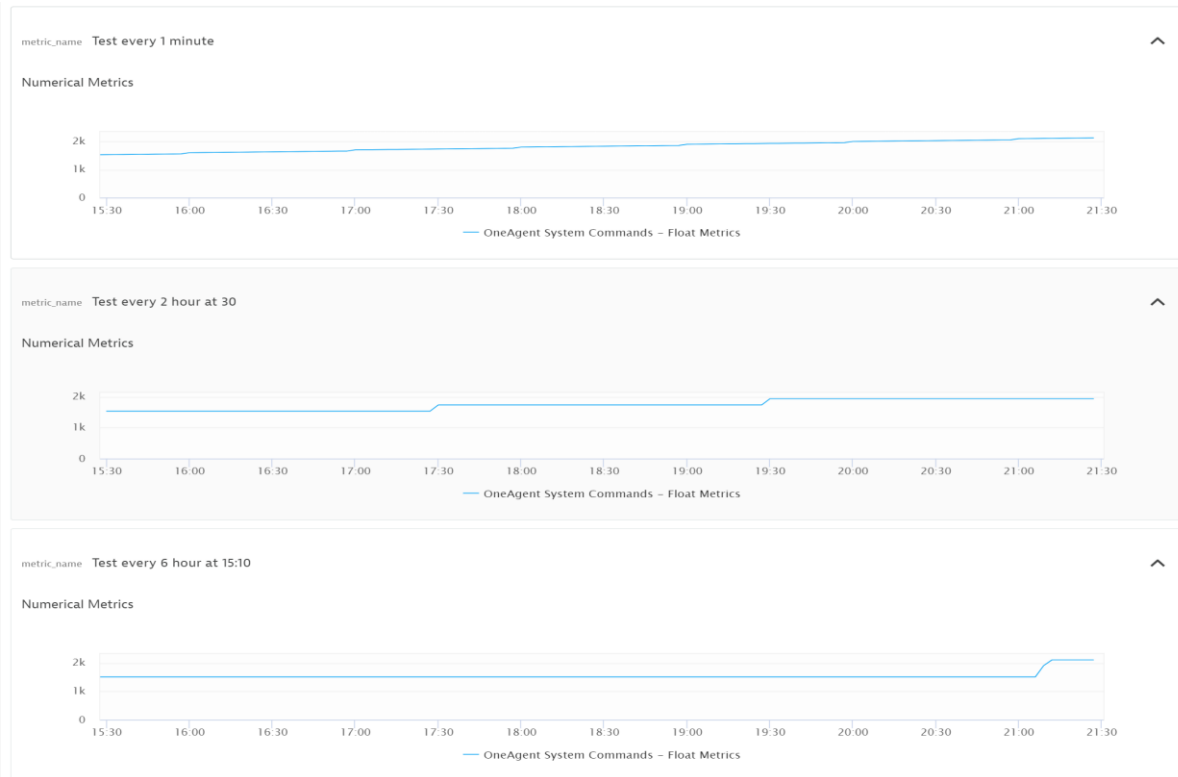 metric_name Test every 1 minute
Numerical Metrics
2k
1k
0
15:30 16:00 16:30 17:00 17:30 18:00 18:30 19:00 19:30 20:00 20:30 21:00 21:30
OneAgent System Commands – Float Metrics
metric_name Test every 2 hour at 30
Numerical Metrics
2k
1k
0
15:30 16:00 16:30 17:00 17:30 18:00 18:30 19:00 19:30 20:00 20:30 21:00 21:30
OneAgent System Commands – Float Metrics
metric_name Test every 6 hour at 15:10
Numerical Metrics
2k
1k
0
15:30 16:00 16:30 17:00 17:30 18:00 18:30 19:00 19:30 20:00 20:30 21:00 21:30
OneAgent System Commands – Float Metrics